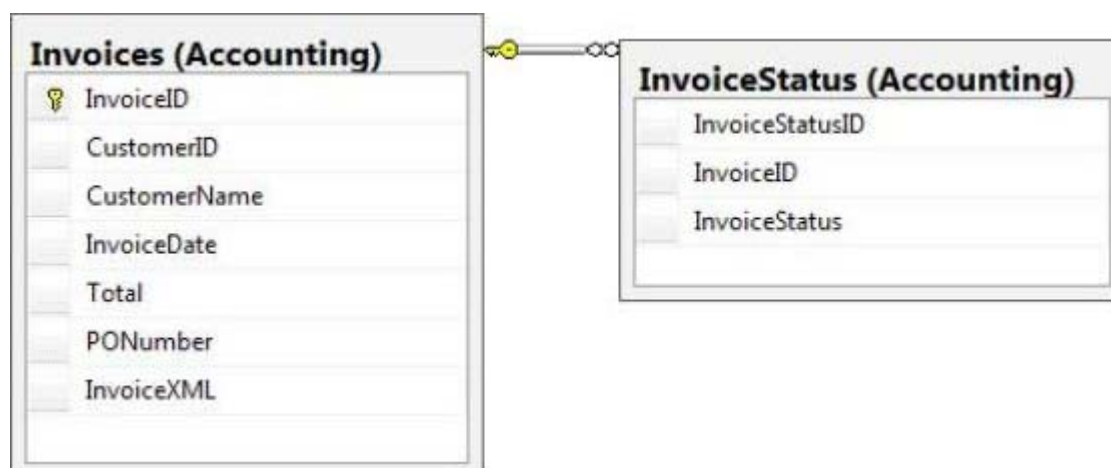 Invoices (Accounting)
InvoiceID
CustomerID
CustomerName
InvoiceDate
Total
PONumber
InvoiceXML
InvoiceStatus (Accounting)
InvoiceStatusID
InvoiceID
InvoiceStatus